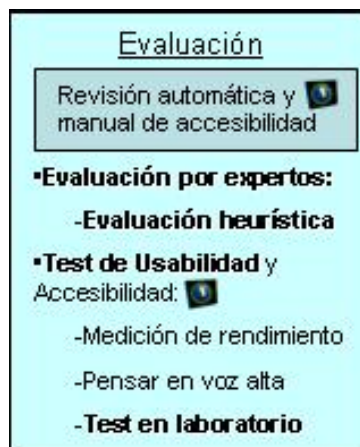 Evaluación
Revisión automática y
manual de accesibilidad
▪Evaluación por expertos:
-Evaluación heurística
▪Test de Usabilidad y
Accesibilidad:
-Medición de rendimiento
-Pensar en voz alta
-Test en laboratorio